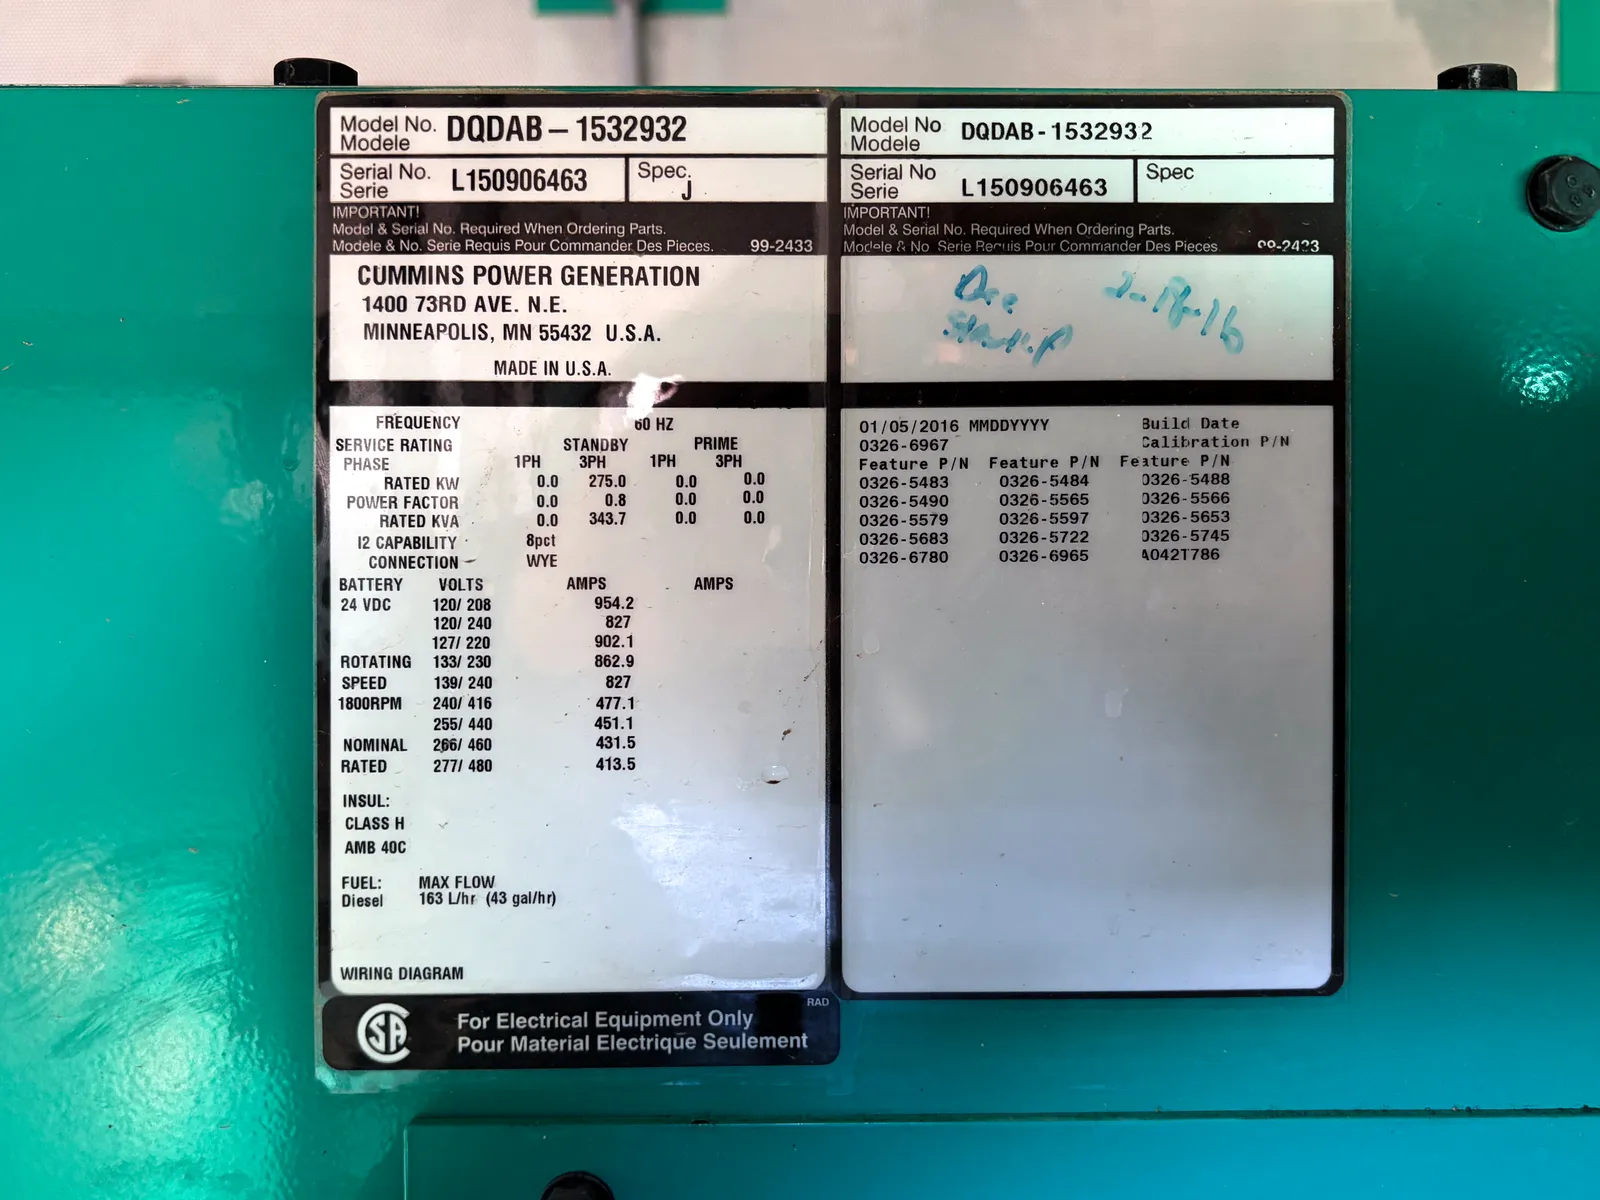 Model No. DQDAB – 1532932
Modele
Serial No. L150906463 Spec.
Serie J
IMPORTANT!
Model & Serial No. Required When Ordering Parts.
Modele & No. Serie Requis Pour Commander Des Pieces. 99-2433
CUMMINS POWER GENERATION
1400 73RD AVE. N.E.
MINNEAPOLIS, MN 55432 U.S.A.
MADE IN U.S.A.
FREQUENCY 60 HZ
SERVICE RATING STANDBY PRIME
PHASE 1PH 3PH 1PH 3PH
RATED KW 0.0 275.0 0.0 0.0
POWER FACTOR 0.0 0.8 0.0 0.0
RATED KVA 0.0 343.7 0.0 0.0
I2 CAPABILITY 8pct
CONNECTION WYE
BATTERY VOLTS AMPS AMPS
24 VDC 120/ 208 954.2
120/ 240 827
127/ 220 902.1
ROTATING 133/ 230 862.9
SPEED 139/ 240 827
1800RPM 240/ 416 477.1
255/ 440 451.1
NOMINAL 266/ 460 431.5
RATED 277/ 480 413.5
INSUL:
CLASS H
AMB 40C
FUEL: MAX FLOW
Diesel 163 L/hr (43 gal/hr)
WIRING DIAGRAM
RAD
CSA For Electrical Equipment Only
Pour Material Electrique Seulement
Model No DQDAB - 1532932
Modele
Serial No L150906463 Spec
Serie
IMPORTANT!
Model & Serial No. Required When Ordering Parts.
Modele & No. Serie Requis Pour Commander Des Pieces. 99-2433
01/05/2016 MMDDYYYY Build Date
0326-6967 Calibration P/N
Feature P/N Feature P/N Feature P/N
0326-5483 0326-5484 0326-5488
0326-5490 0326-5565 0326-5566
0326-5579 0326-5597 0326-5653
0326-5683 0326-5722 0326-5745
0326-6780 0326-6965 A042T786